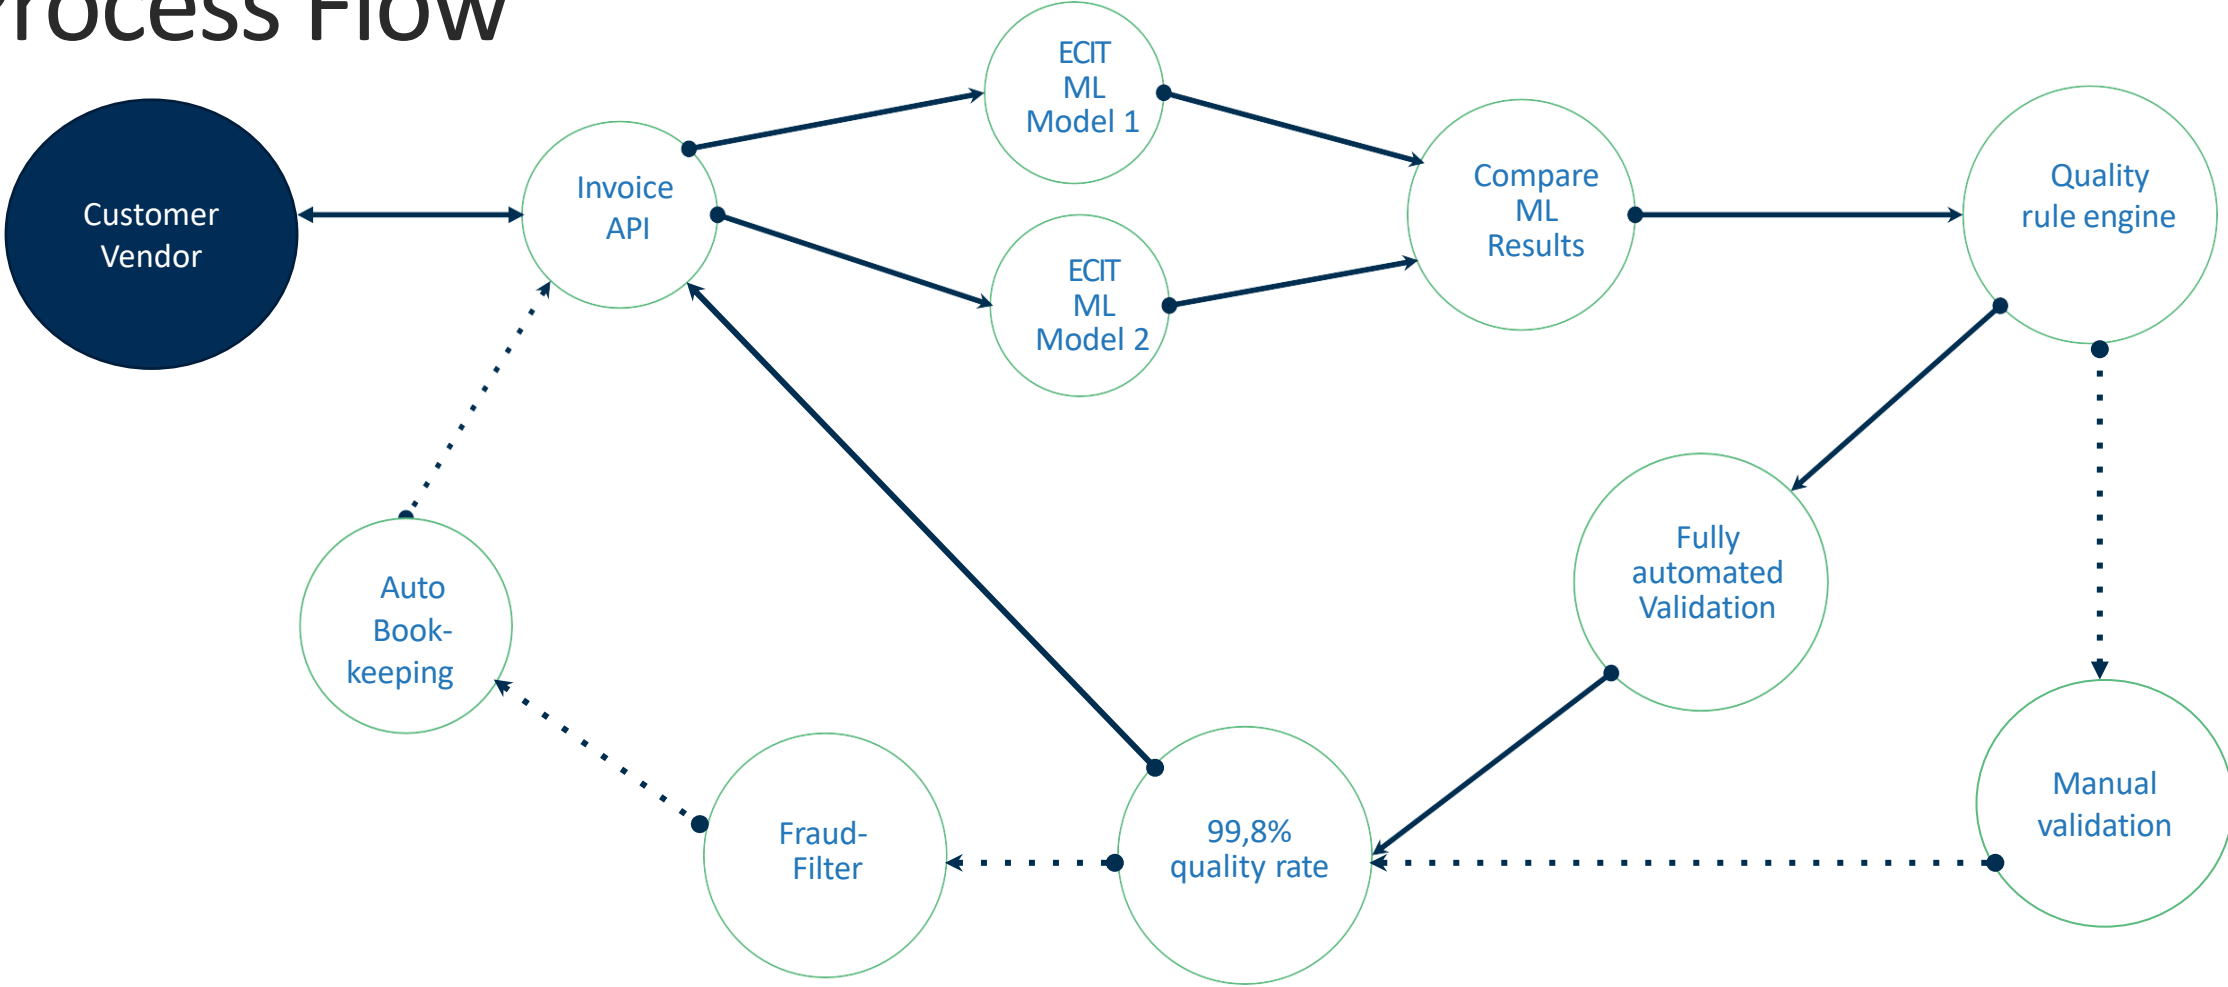 Process Flow
ECIT
ML
Model 1
Customer
Vendor
Invoice
API
Compare
ML
Results
Quality
rule engine
ECIT
ML
Model 2
Fully
automated
Validation
Auto
Book-
keeping
Manual
validation
Fraud-
Filter
99,8%
quality rate